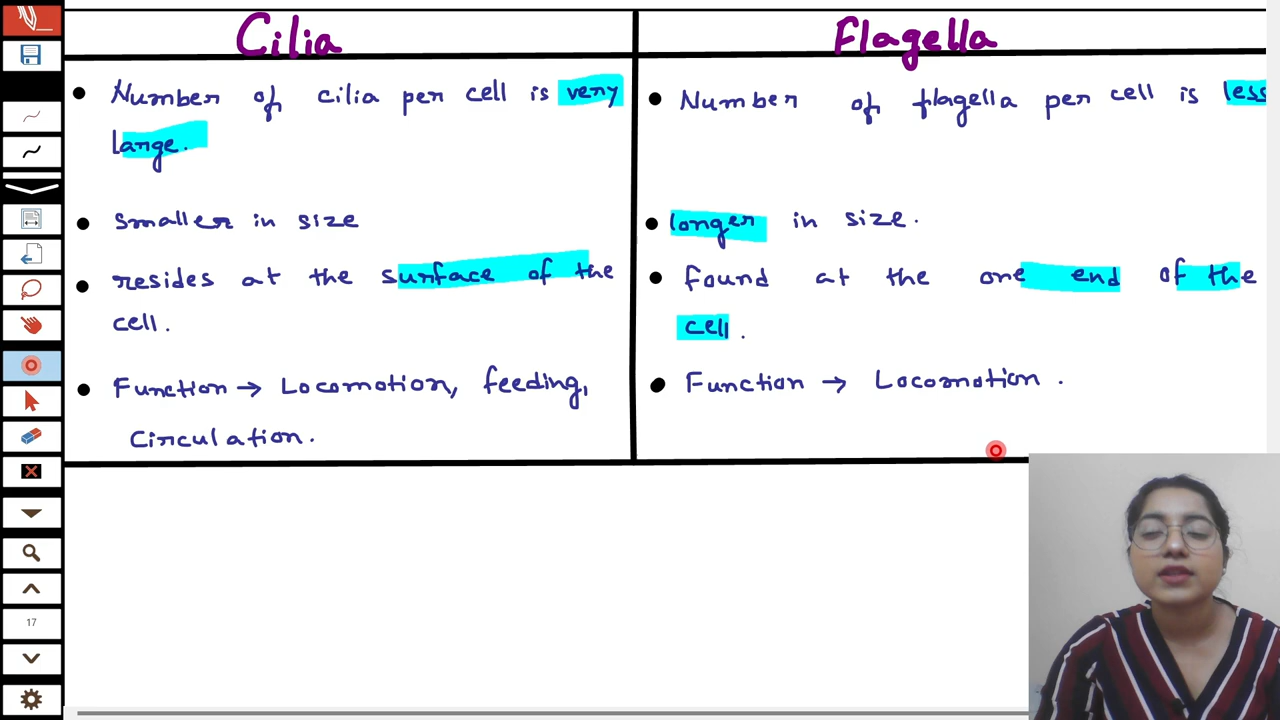 Cilia
Flagella
Number of cilia per cell is very
large.
Number of flagella per cell is less
smaller in size
longer in size.
resides at the surface of the
cell.
found at the one end of the
cell.
Function → Locomotion, feeding,
Circulation.
Function → Locomotion.
17